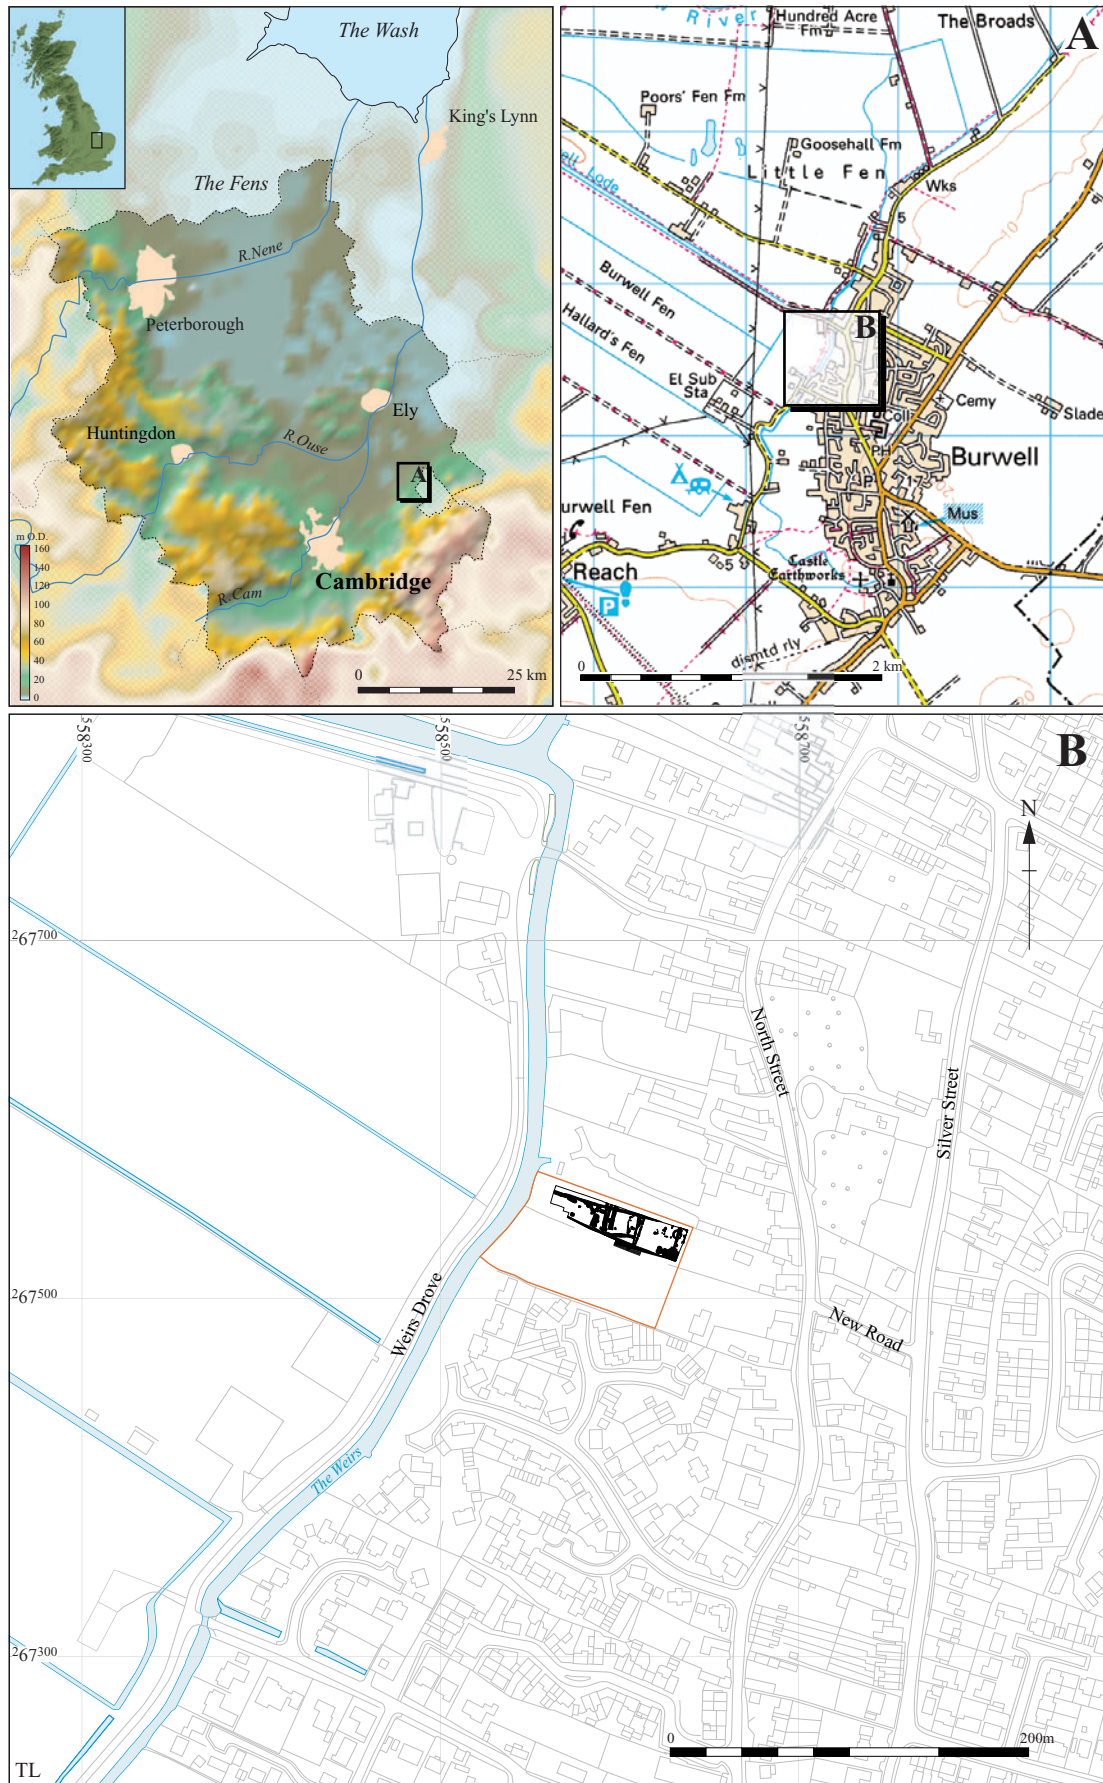 The Wash
King's Lynn
The Fens
R.Nene
Peterborough
Ely
Huntingdon
R.Ouse
A
Cambridge
R.Cam
m O.D.
160
140
120
100
80
60
40
20
0
0
25 km
River
Hundred Acre
Fm
The Broads
A
Poors' Fen Fm
Goosehall Fm
Little Fen
Lode
Wks
5
10
Burwell Fen
Hallard's Fen
B
El Sub
Sta
Cemy
Slade
Coll
PH
Burwell
P
17
Mus
urwell Fen
Castle
Earthworks
5
Reach
P
dismtd rly
0
2 km
558300
558500
558700
B
N
267700
North Street
Silver Street
Weirs Drove
267500
New Road
The Weirs
267300
0
200m
TL